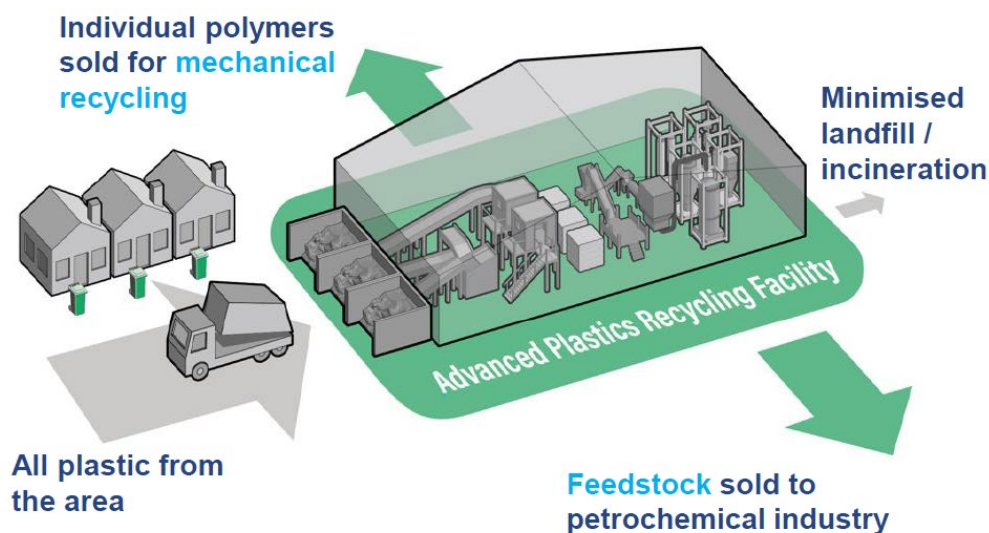 Individual polymers
sold for mechanical
recycling
Minimised
landfill /
incineration
Advanced Plastics Recycling Facility
All plastic from
the area
Feedstock sold to
petrochemical industry